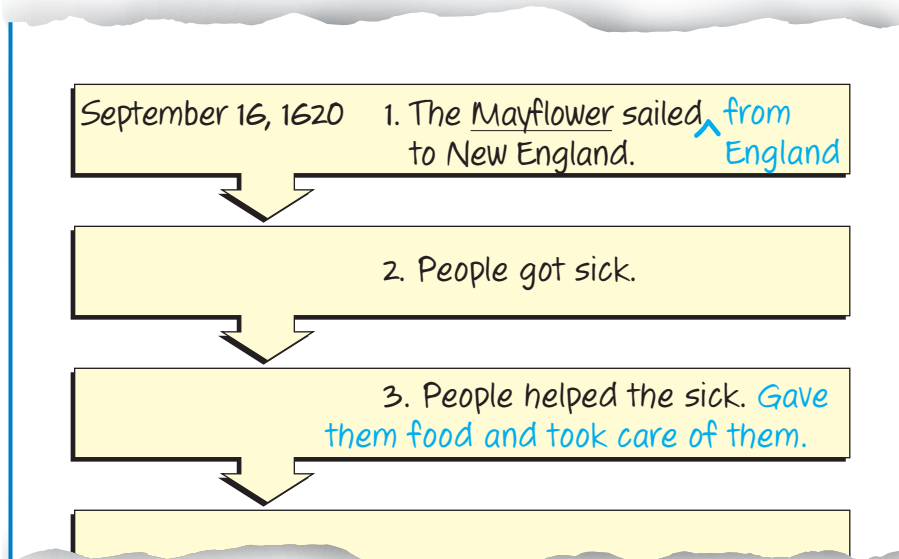 September 16, 1620 1. The Mayflower sailed from
to New England. England
2. People got sick.
3. People helped the sick. Gave
them food and took care of them.